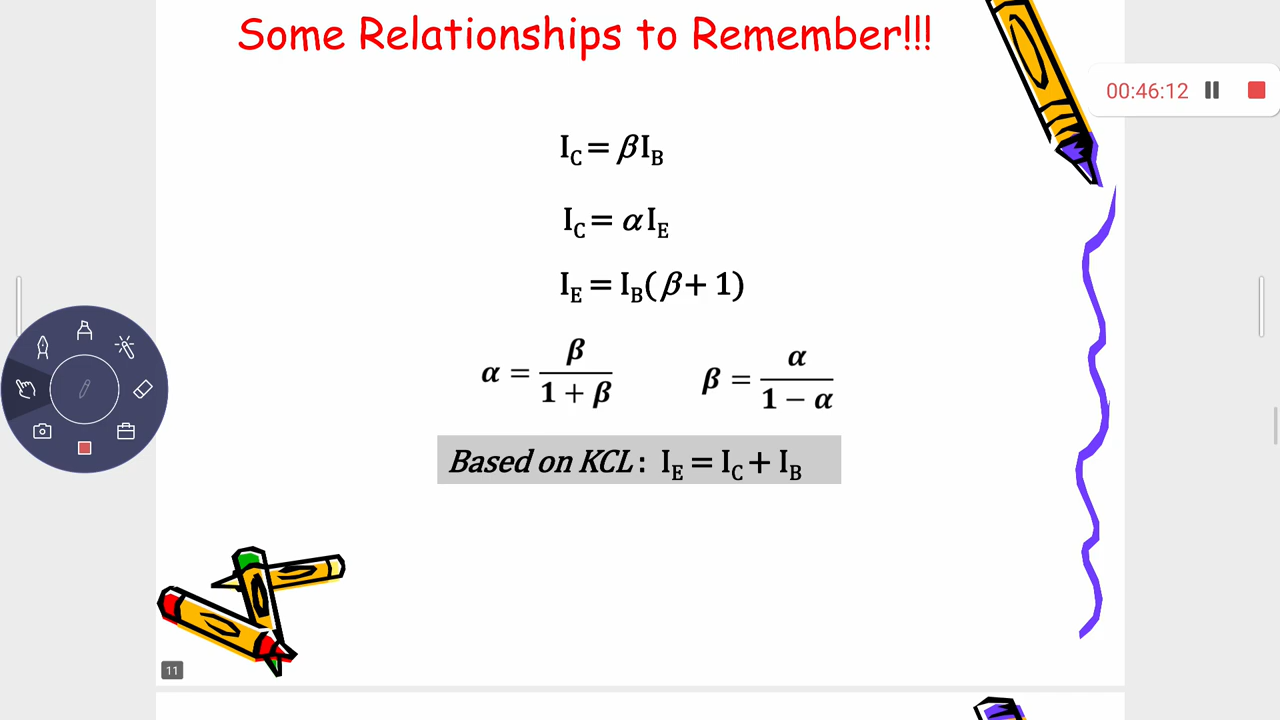 Some Relationships to Remember!!!
00:46:12
I_C = βI_B
I_C = αI_E
I_E = I_B(β + 1)
α = β / (1 + β)    β = α / (1 − α)
Based on KCL: I_E = I_C + I_B
11